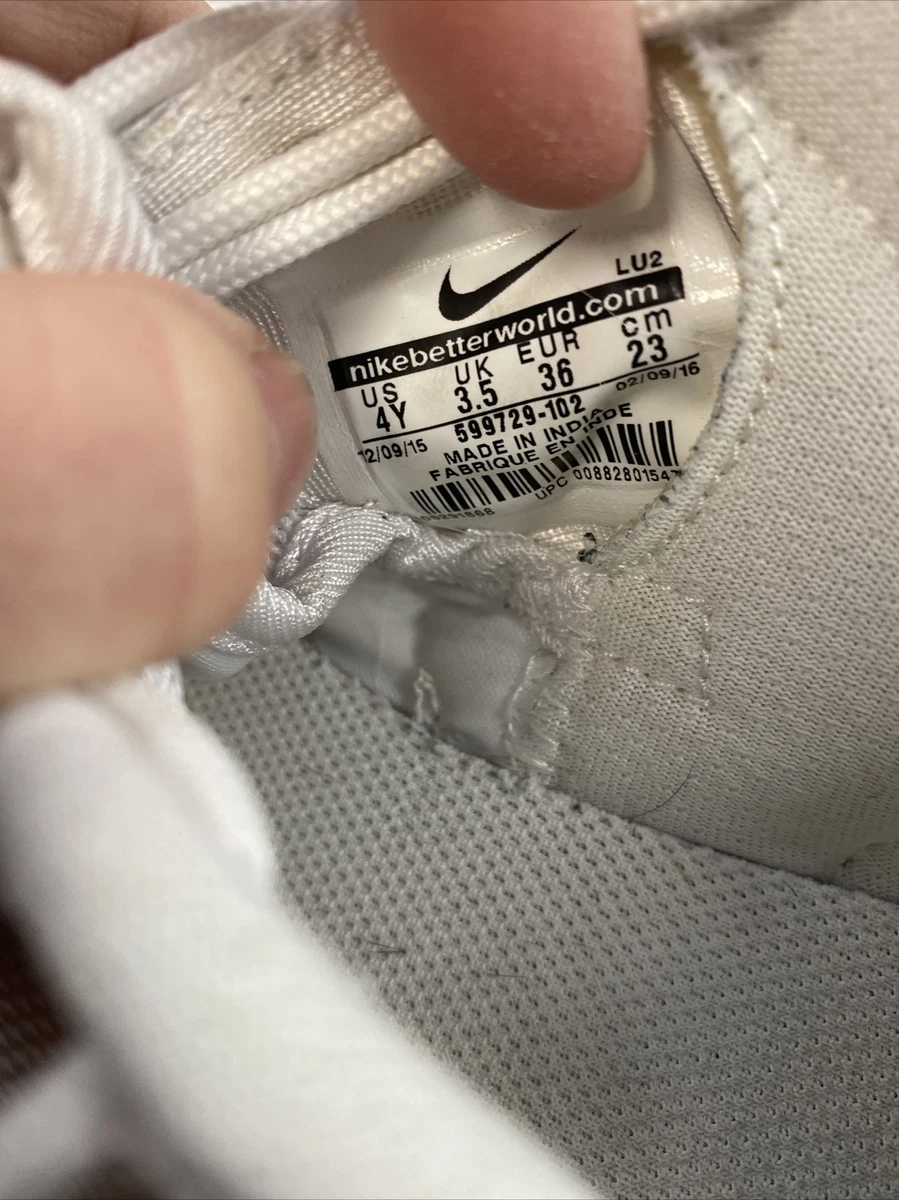 LU2
nikebetterworld.com
US UK EUR cm
4Y 3.5 36 23
12/09/15 599729-102 02/09/16
MADE IN INDIA
FABRIQUE EN INDE
UPC 0088280154